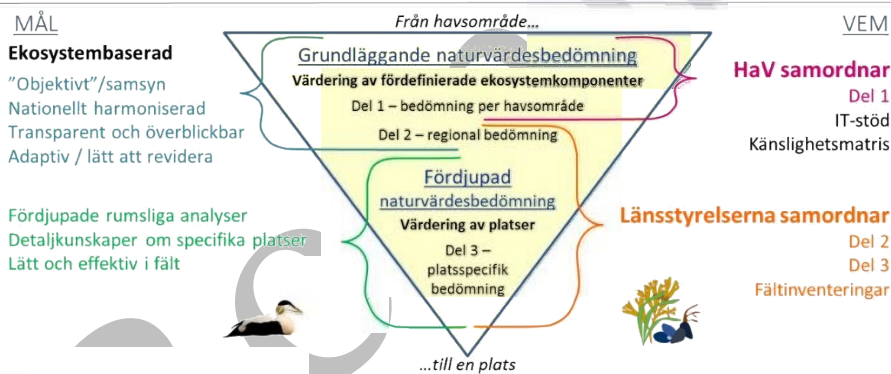 MÅL
Ekosystembaserad
”Objektivt”/samsyn
Nationellt harmoniserad
Transparent och överblickbar
Adaptiv / lätt att revidera
Fördjupade rumsliga analyser
Detaljkunskaper om specifika platser
Lätt och effektiv i fält
Från havsområde...
Grundläggande naturvärdesbedömning
Värdering av fördefinierade ekosystemkomponenter
Del 1 – bedömning per havsområde
Del 2 – regional bedömning
Fördjupad
naturvärdesbedömning
Värdering av platser
Del 3 –
platsspecifik
bedömning
...till en plats
VEM
HaV samordnar
Del 1
IT-stöd
Känslighetsmatris
Länsstyrelserna samordnar
Del 2
Del 3
Fältinventeringar